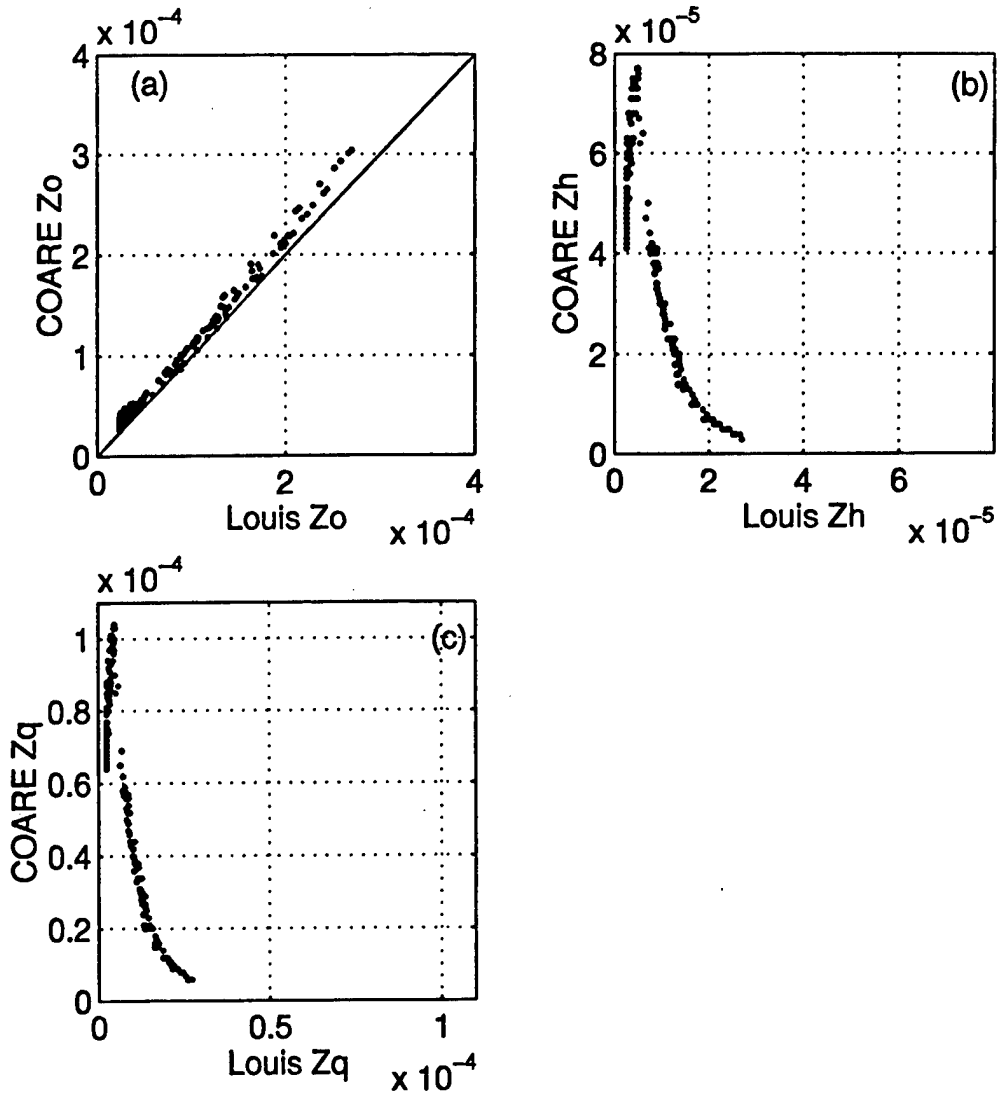 x 10⁻⁴
4
(a)
3
2
1
0
COARE Zo
0 2 4
Louis Zo
x 10⁻⁴
x 10⁻⁵
8
(b)
6
4
2
0
COARE Zh
0 2 4 6
Louis Zh
x 10⁻⁵
x 10⁻⁴
1
(c)
0.8
0.6
0.4
0.2
0
COARE Zq
0 0.5 1
Louis Zq
x 10⁻⁴